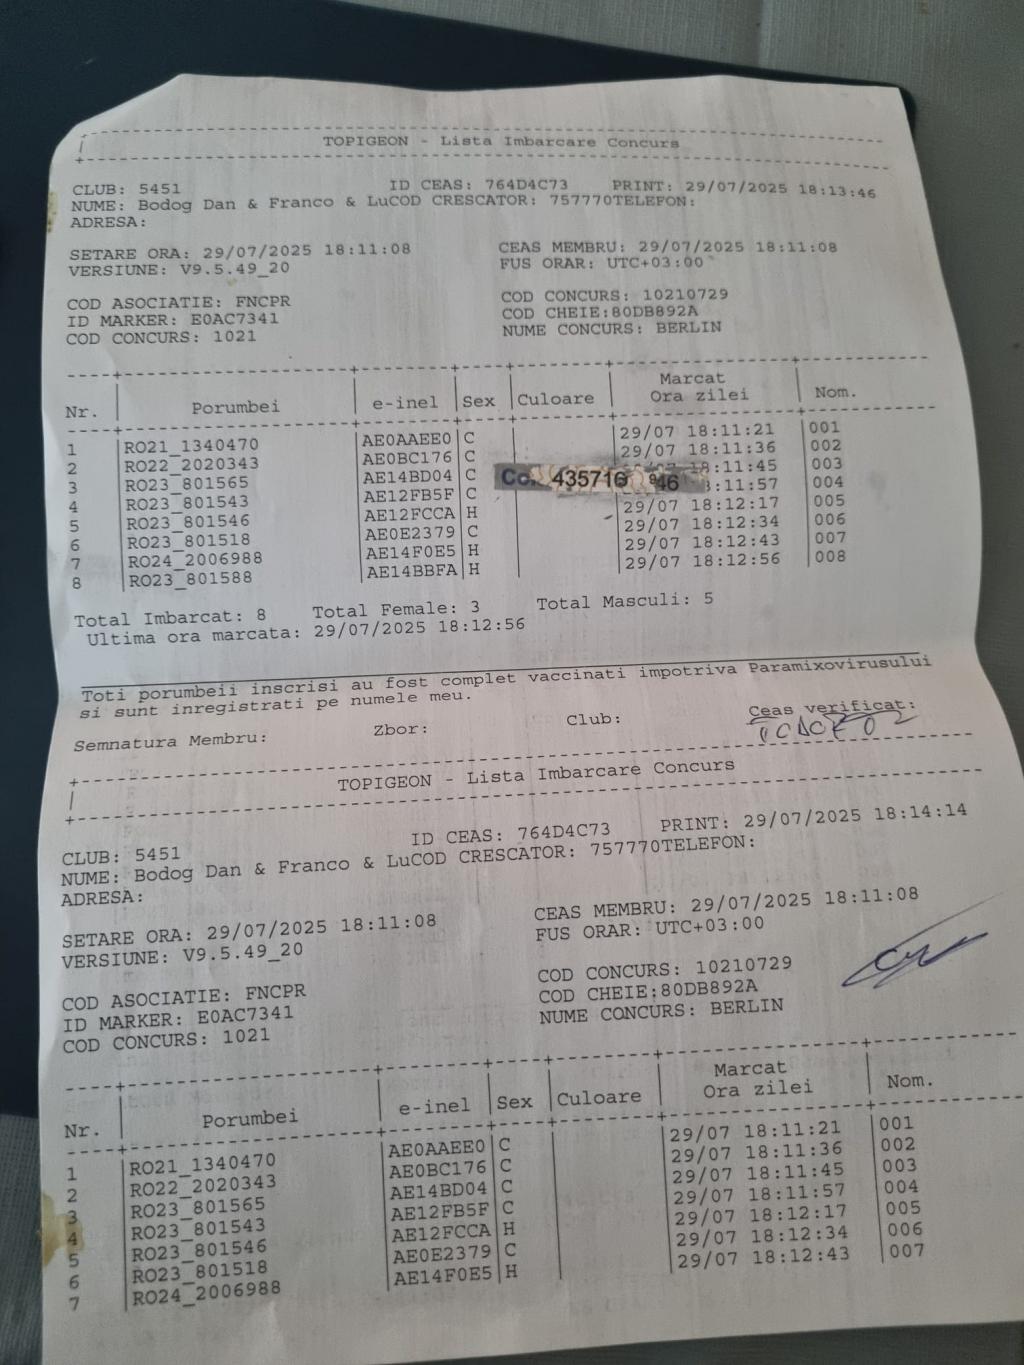 TOPIGEON - Lista Imbarcare Concurs
CLUB: 5451 ID CEAS: 764D4C73 PRINT: 29/07/2025 18:13:46
NUME: Bodog Dan & Franco & LuCOD CRESCATOR: 757770TELEFON:
ADRESA:
SETARE ORA: 29/07/2025 18:11:08 CEAS MEMBRU: 29/07/2025 18:11:08
VERSIUNE: V9.5.49_20 FUS ORAR: UTC+03:00
COD ASOCIATIE: FNCPR COD CONCURS: 10210729
ID MARKER: E0AC7341 COD CHEIE:80DB892A
COD CONCURS: 1021 NUME CONCURS: BERLIN
Marcat
Nr. Porumbei e-inel Sex Culoare Ora zilei Nom.
1 RO21_1340470 AE0AAEE0 C 29/07 18:11:21 001
2 RO22_2020343 AE0BC176 C 29/07 18:11:36 002
3 RO23_801565 AE14BD04 C 18:11:45 003
435716 46
4 RO23_801543 AE12FB5F C :11:57 004
5 RO23_801546 AE12FCCA H 29/07 18:12:17 005
6 RO23_801518 AE0E2379 C 29/07 18:12:34 006
7 RO24_2006988 AE14F0E5 H 29/07 18:12:43 007
8 RO23_801588 AE14BBFA H 29/07 18:12:56 008
Total Imbarcat: 8 Total Female: 3 Total Masculi: 5
Ultima ora marcata: 29/07/2025 18:12:56
Toti porumbeii inscrisi au fost complet vaccinati impotriva Paramixovirusului
si sunt inregistrati pe numele meu.
Semnatura Membru: Zbor: Club: Ceas verificat:
TOPIGEON - Lista Imbarcare Concurs
CLUB: 5451 ID CEAS: 764D4C73 PRINT: 29/07/2025 18:14:14
NUME: Bodog Dan & Franco & LuCOD CRESCATOR: 757770TELEFON:
ADRESA:
SETARE ORA: 29/07/2025 18:11:08 CEAS MEMBRU: 29/07/2025 18:11:08
VERSIUNE: V9.5.49_20 FUS ORAR: UTC+03:00
COD ASOCIATIE: FNCPR COD CONCURS: 10210729
ID MARKER: E0AC7341 COD CHEIE:80DB892A
COD CONCURS: 1021 NUME CONCURS: BERLIN
Marcat
Nr. Porumbei e-inel Sex Culoare Ora zilei Nom.
1 RO21_1340470 AE0AAEE0 C 29/07 18:11:21 001
2 RO22_2020343 AE0BC176 C 29/07 18:11:36 002
3 RO23_801565 AE14BD04 C 29/07 18:11:45 003
4 RO23_801543 AE12FB5F C 29/07 18:11:57 004
5 RO23_801546 AE12FCCA H 29/07 18:12:17 005
6 RO23_801518 AE0E2379 C 29/07 18:12:34 006
7 RO24_2006988 AE14F0E5 H 29/07 18:12:43 007